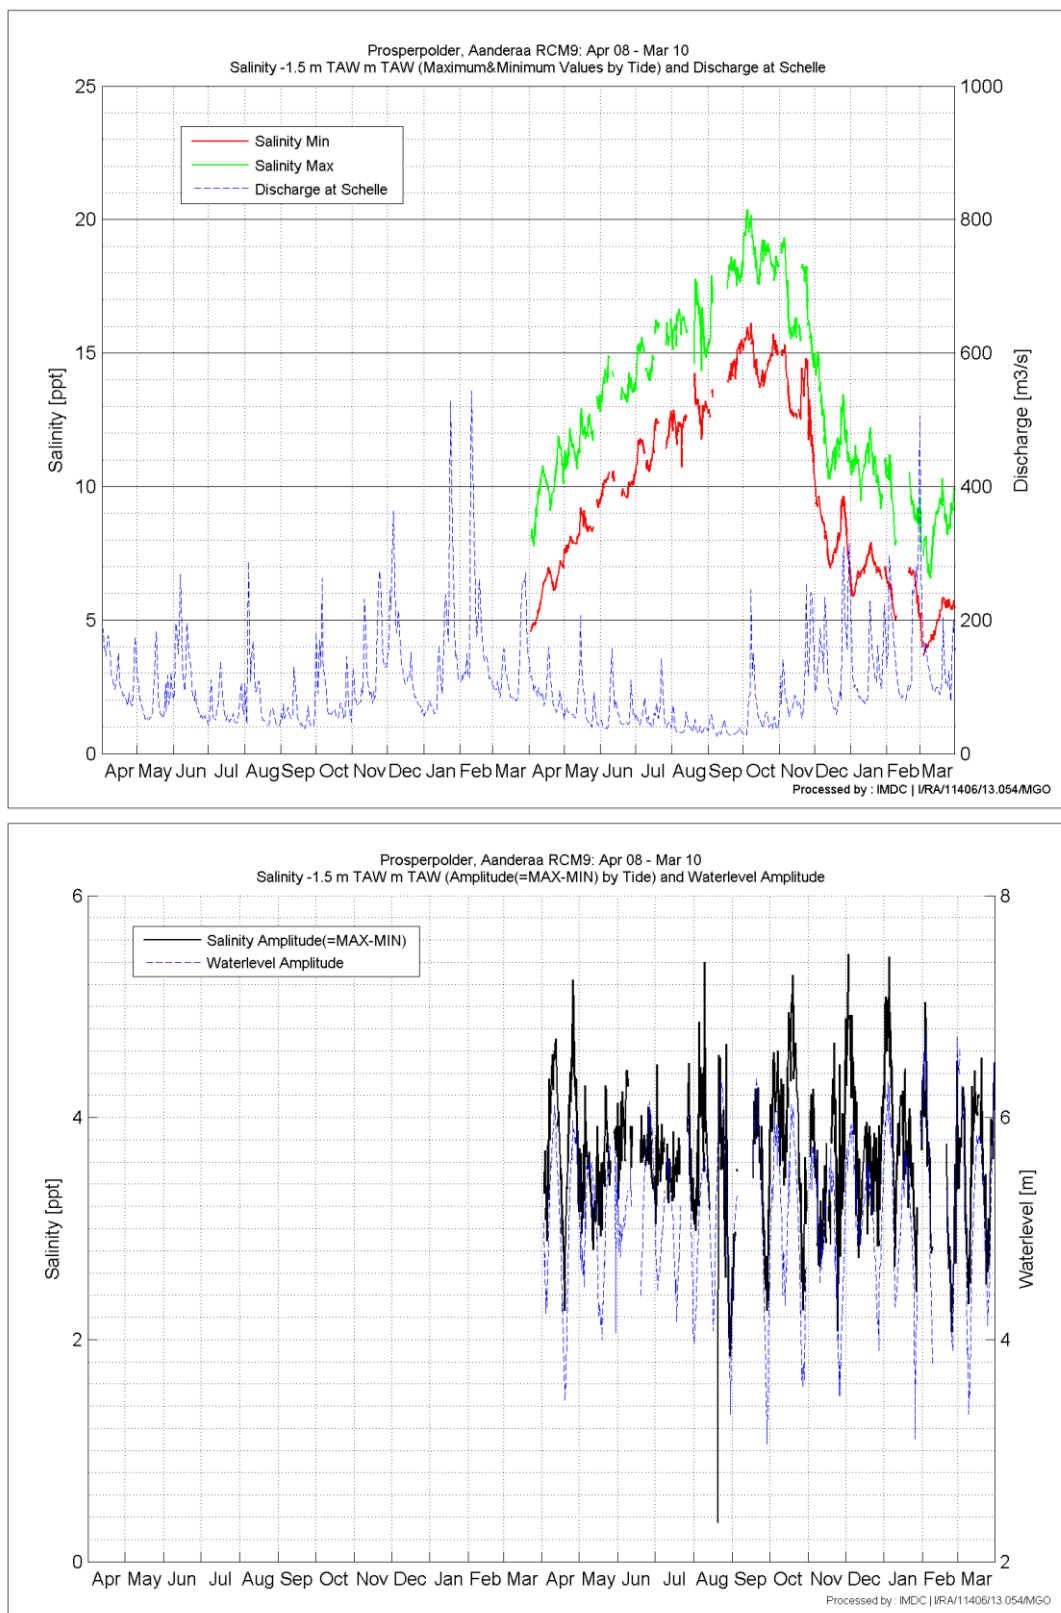 Prosperpolder, Aanderaa RCM9: Apr 08 - Mar 10
Salinity -1.5 m TAW m TAW (Maximum&Minimum Values by Tide) and Discharge at Schelle
25
1000
Salinity Min
Salinity Max
Discharge at Schelle
20
800
15
600
Salinity [ppt]
Discharge [m3/s]
10
400
5
200
0
0
Apr May Jun Jul Aug Sep Oct Nov Dec Jan Feb Mar Apr May Jun Jul Aug Sep Oct Nov Dec Jan Feb Mar
Processed by : IMDC | I/RA/11406/13.054/MGO
Prosperpolder, Aanderaa RCM9: Apr 08 - Mar 10
Salinity -1.5 m TAW m TAW (Amplitude(=MAX-MIN) by Tide) and Waterlevel Amplitude
6
8
Salinity Amplitude(=MAX-MIN)
Waterlevel Amplitude
4
6
Salinity [ppt]
Waterlevel [m]
2
4
0
2
Apr May Jun Jul Aug Sep Oct Nov Dec Jan Feb Mar Apr May Jun Jul Aug Sep Oct Nov Dec Jan Feb Mar
Processed by : IMDC | I/RA/11406/13.054/MGO